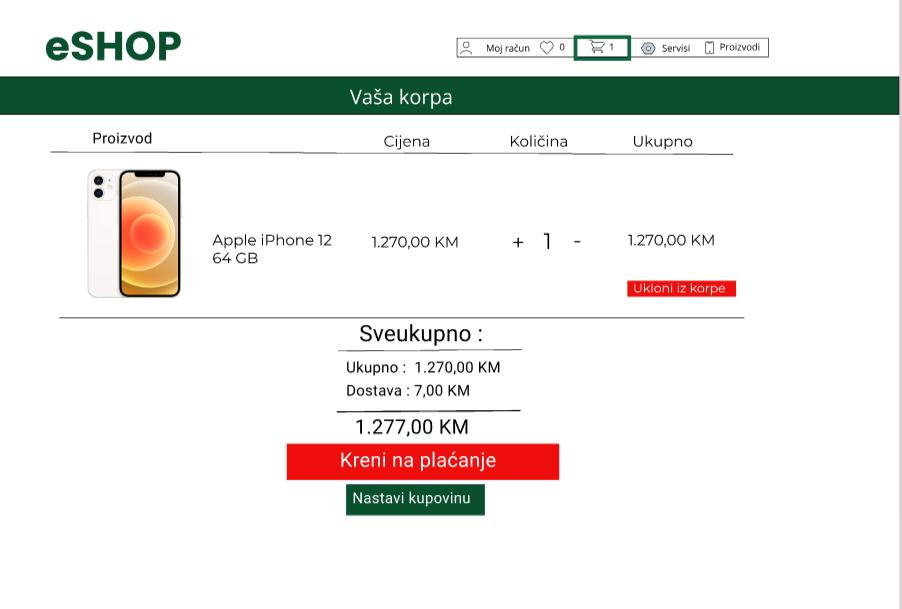 eSHOP
Moj račun 0 1 Servisi Proizvodi
Vaša korpa
Proizvod Cijena Količina Ukupno
Apple iPhone 12 1.270,00 KM + 1 - 1.270,00 KM
64 GB
Ukloni iz korpe
Sveukupno :
Ukupno : 1.270,00 KM
Dostava : 7,00 KM
1.277,00 KM
Kreni na plaćanje
Nastavi kupovinu